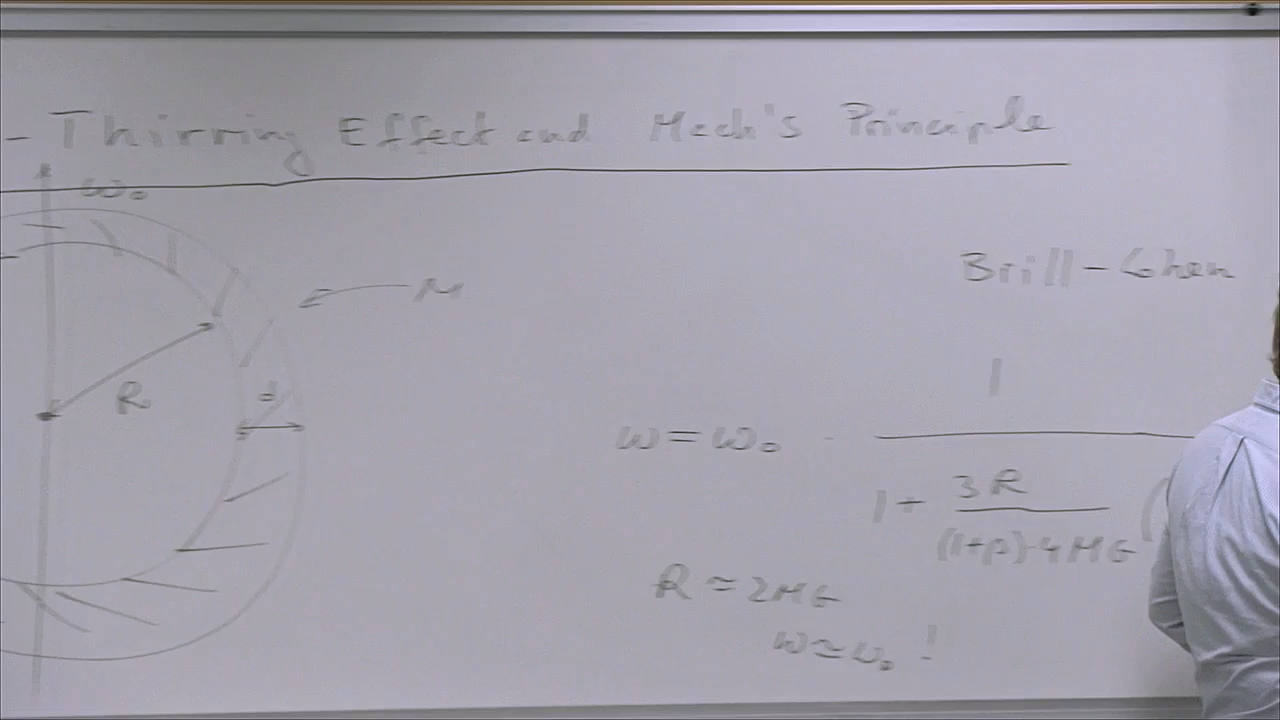 - Thirring Effect and Mach's Principle
ω₀
Brill-Cohen
M
1
R
d
ω = ω₀ · 
1 + 3R / (1+β)·4MG (
R ≃ 2MG
ω ≃ ω₀ !